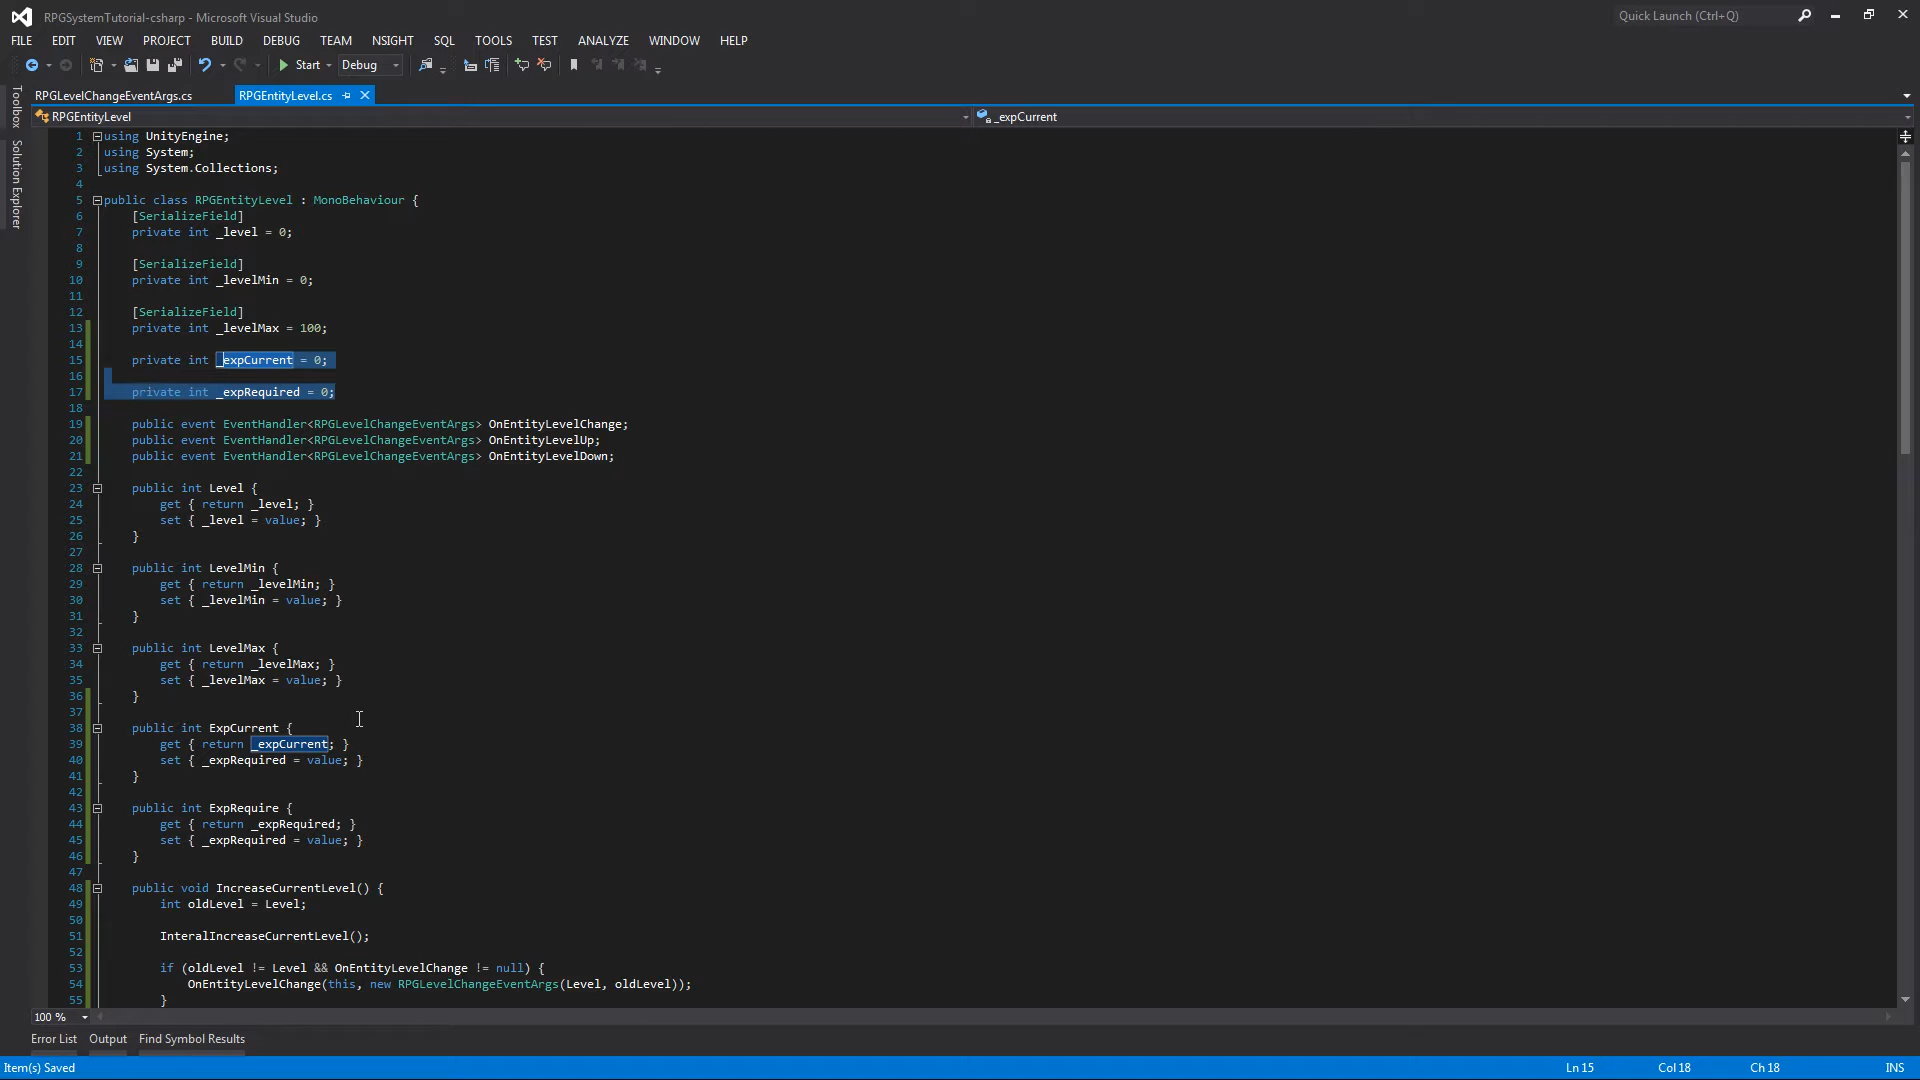 RPGSystemTutorial-csharp - Microsoft Visual Studio
Quick Launch (Ctrl+Q)
FILE EDIT VIEW PROJECT BUILD DEBUG TEAM NSIGHT SQL TOOLS TEST ANALYZE WINDOW HELP
Start Debug
Toolbox
Solution Explorer
RPGLevelChangeEventArgs.cs RPGEntityLevel.cs
RPGEntityLevel _expCurrent
1 using UnityEngine;
2 using System;
3 using System.Collections;
4
5 public class RPGEntityLevel : MonoBehaviour {
6 [SerializeField]
7 private int _level = 0;
8
9 [SerializeField]
10 private int _levelMin = 0;
11
12 [SerializeField]
13 private int _levelMax = 100;
14
15 private int _expCurrent = 0;
16
17 private int _expRequired = 0;
18
19 public event EventHandler<RPGLevelChangeEventArgs> OnEntityLevelChange;
20 public event EventHandler<RPGLevelChangeEventArgs> OnEntityLevelUp;
21 public event EventHandler<RPGLevelChangeEventArgs> OnEntityLevelDown;
22
23 public int Level {
24 get { return _level; }
25 set { _level = value; }
26 }
27
28 public int LevelMin {
29 get { return _levelMin; }
30 set { _levelMin = value; }
31 }
32
33 public int LevelMax {
34 get { return _levelMax; }
35 set { _levelMax = value; }
36 }
37
38 public int ExpCurrent {
39 get { return _expCurrent; }
40 set { _expRequired = value; }
41 }
42
43 public int ExpRequire {
44 get { return _expRequired; }
45 set { _expRequired = value; }
46 }
47
48 public void IncreaseCurrentLevel() {
49 int oldLevel = Level;
50
51 InteralIncreaseCurrentLevel();
52
53 if (oldLevel != Level && OnEntityLevelChange != null) {
54 OnEntityLevelChange(this, new RPGLevelChangeEventArgs(Level, oldLevel));
55 }
100 %
Error List Output Find Symbol Results
Item(s) Saved Ln 15 Col 18 Ch 18 INS